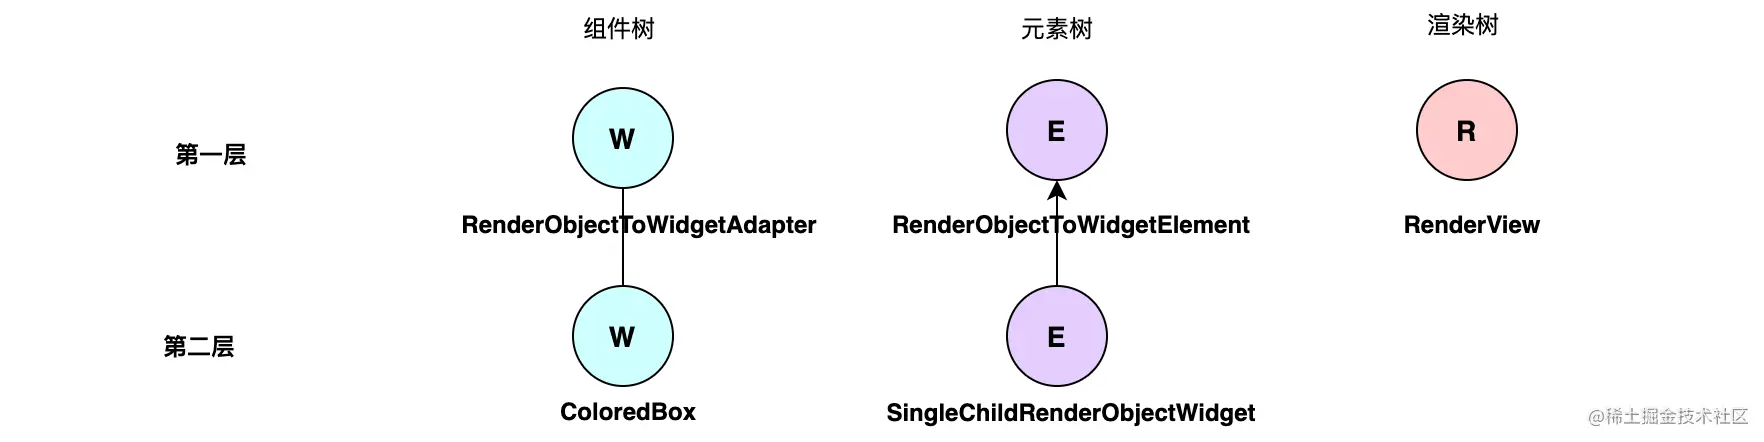 组件树
元素树
渲染树
第一层
W
E
R
RenderObjectToWidgetAdapter
RenderObjectToWidgetElement
RenderView
第二层
W
E
ColoredBox
SingleChildRenderObjectWidget
@稀土掘金技术社区